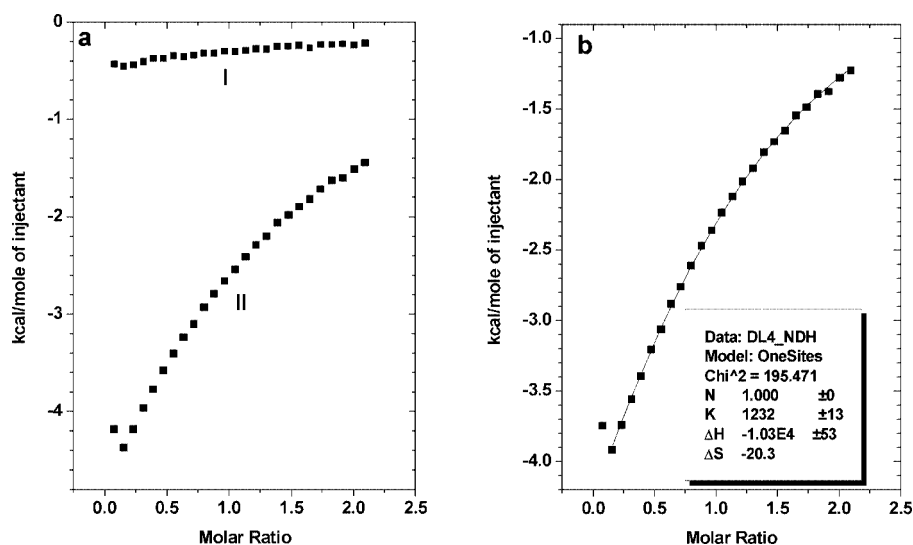 a
0
-1
-2
-3
-4
I
II
0.0 0.5 1.0 1.5 2.0 2.5
Molar Ratio
kcal/mole of injectant
b
-1.0
-1.5
-2.0
-2.5
-3.0
-3.5
-4.0
Data: DL4_NDH
Model: OneSites
Chi^2 = 195.471
N 1.000 ±0
K 1232 ±13
ΔH -1.03E4 ±53
ΔS -20.3
0.0 0.5 1.0 1.5 2.0 2.5
Molar Ratio
kcal/mole of injectant